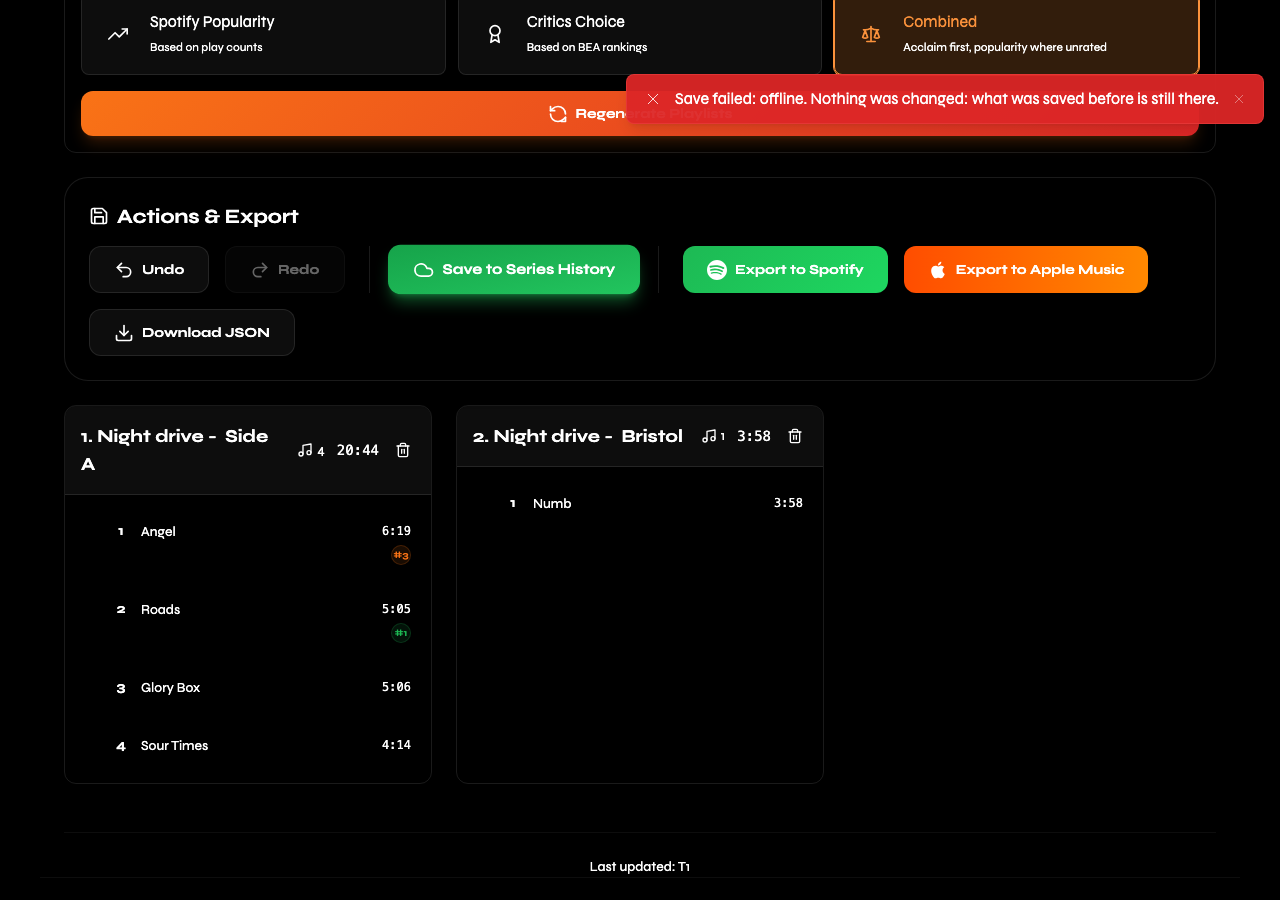 Spotify Popularity
Based on play counts
Critics Choice
Based on BEA rankings
Combined
Acclaim first, popularity where unrated
Save failed: offline. Nothing was changed: what was saved before is still there.
Regenerate Playlists
Actions & Export
Undo
Redo
Save to Series History
Export to Spotify
Export to Apple Music
Download JSON
1. Night drive - Side
A
4 20:44
1 Angel 6:19
#3
2 Roads 5:05
#1
3 Glory Box 5:06
4 Sour Times 4:14
2. Night drive - Bristol 1 3:58
1 Numb 3:58
Last updated: T1